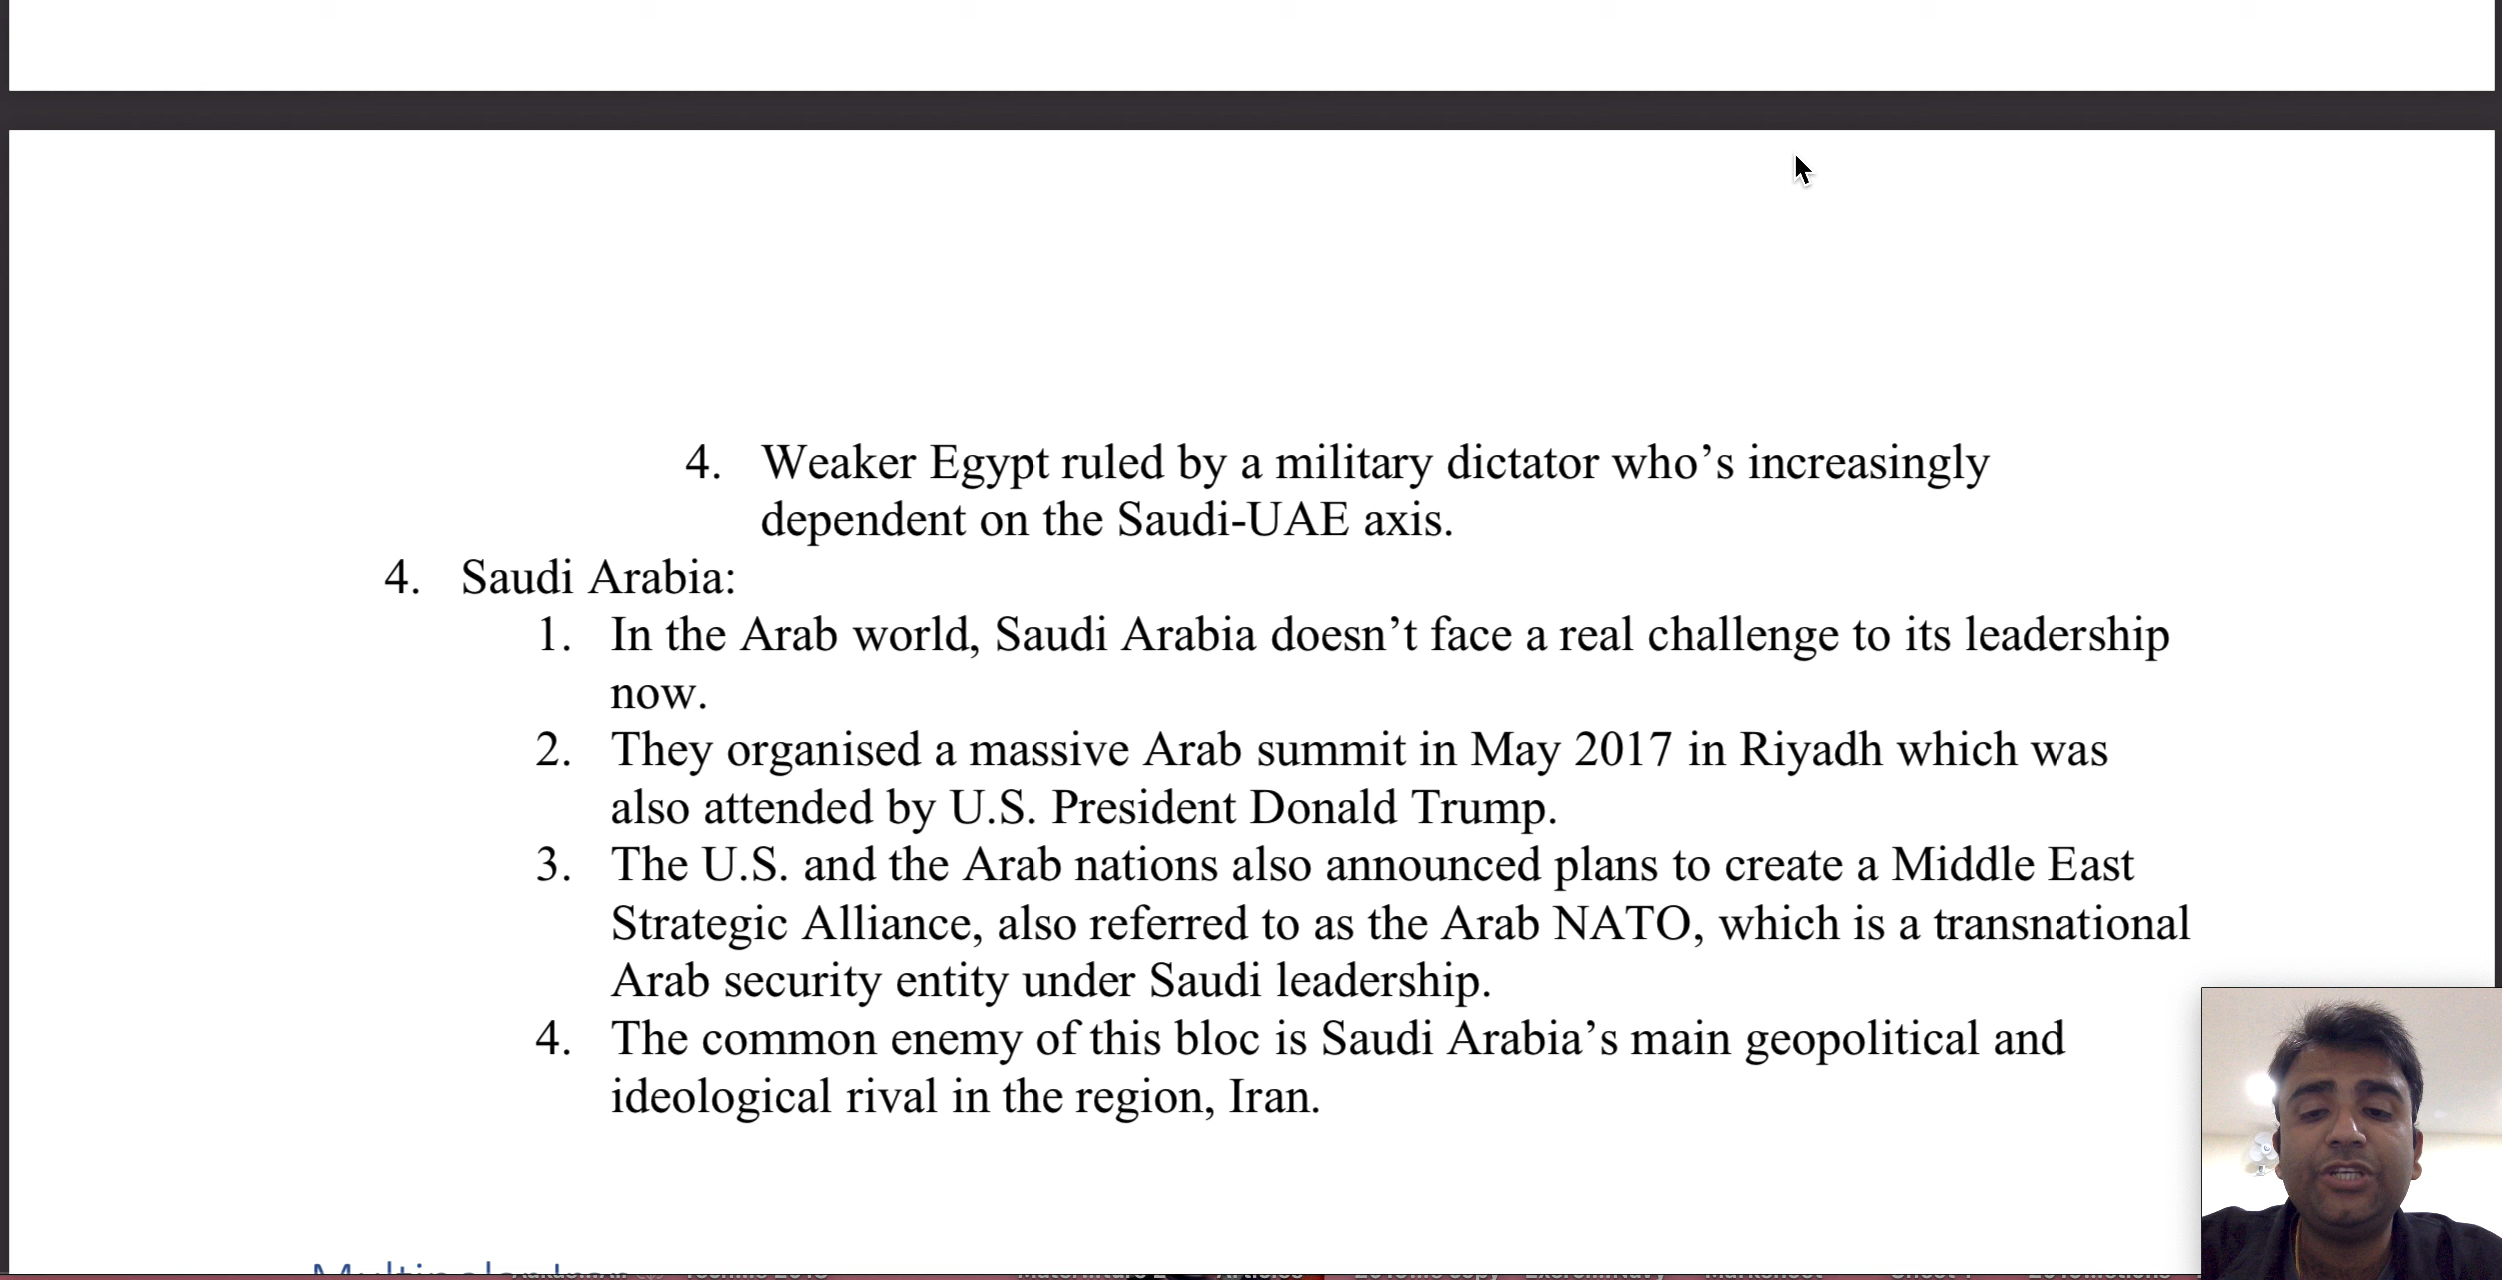 4. Weaker Egypt ruled by a military dictator who’s increasingly
dependent on the Saudi-UAE axis.
4. Saudi Arabia:
1. In the Arab world, Saudi Arabia doesn’t face a real challenge to its leadership
now.
2. They organised a massive Arab summit in May 2017 in Riyadh which was
also attended by U.S. President Donald Trump.
3. The U.S. and the Arab nations also announced plans to create a Middle East
Strategic Alliance, also referred to as the Arab NATO, which is a transnational
Arab security entity under Saudi leadership.
4. The common enemy of this bloc is Saudi Arabia’s main geopolitical and
ideological rival in the region, Iran.